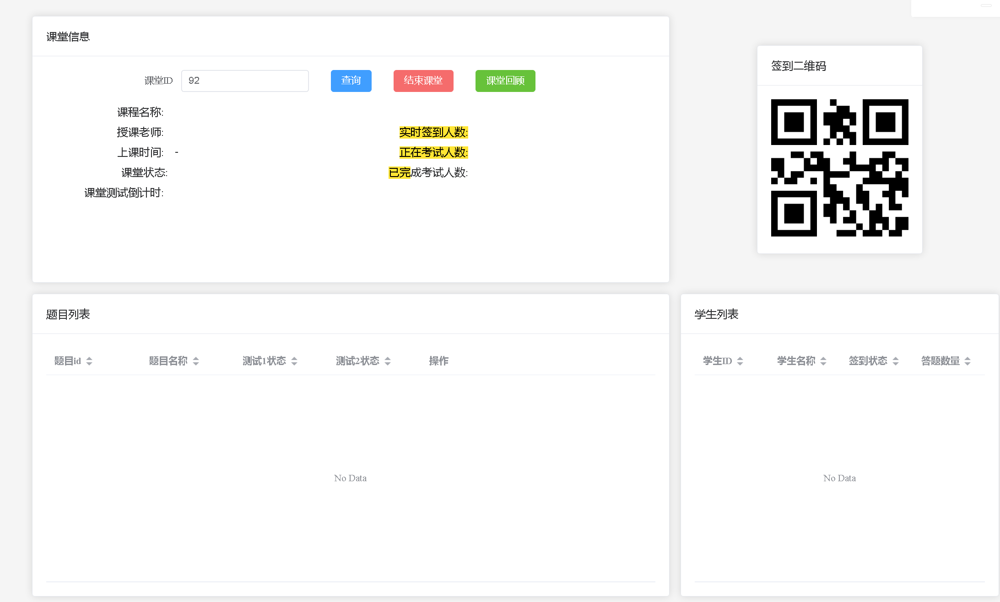 课堂信息
课堂ID 92 查询 结束课堂 课堂回顾
课程名称:
授课老师: 实时签到人数:
上课时间: - 正在考试人数:
课堂状态: 已完成考试人数:
课堂测试倒计时:
签到二维码
题目列表
题目id 题目名称 测试1状态 测试2状态 操作
No Data
学生列表
学生ID 学生名称 签到状态 答题数量
No Data